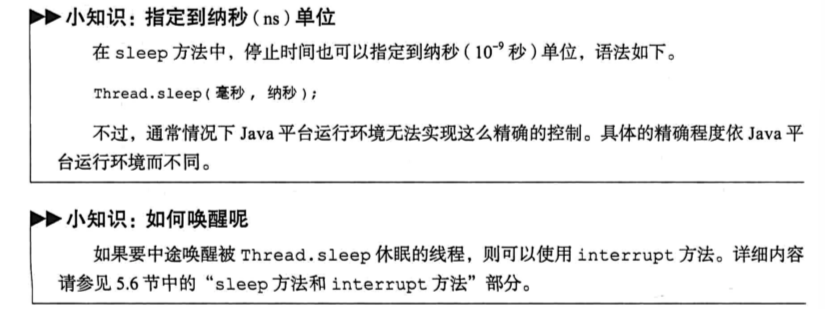 ▶▶小知识：指定到纳秒（ns）单位
在 sleep 方法中，停止时间也可以指定到纳秒（10⁻⁹ 秒）单位，语法如下。
Thread.sleep(毫秒, 纳秒);
不过，通常情况下 Java 平台运行环境无法实现这么精确的控制。具体的精确程度依 Java 平
台运行环境而不同。
▶▶小知识：如何唤醒呢
如果要中途唤醒被 Thread.sleep 休眠的线程，则可以使用 interrupt 方法。详细内容
请参见 5.6 节中的“sleep 方法和 interrupt 方法”部分。